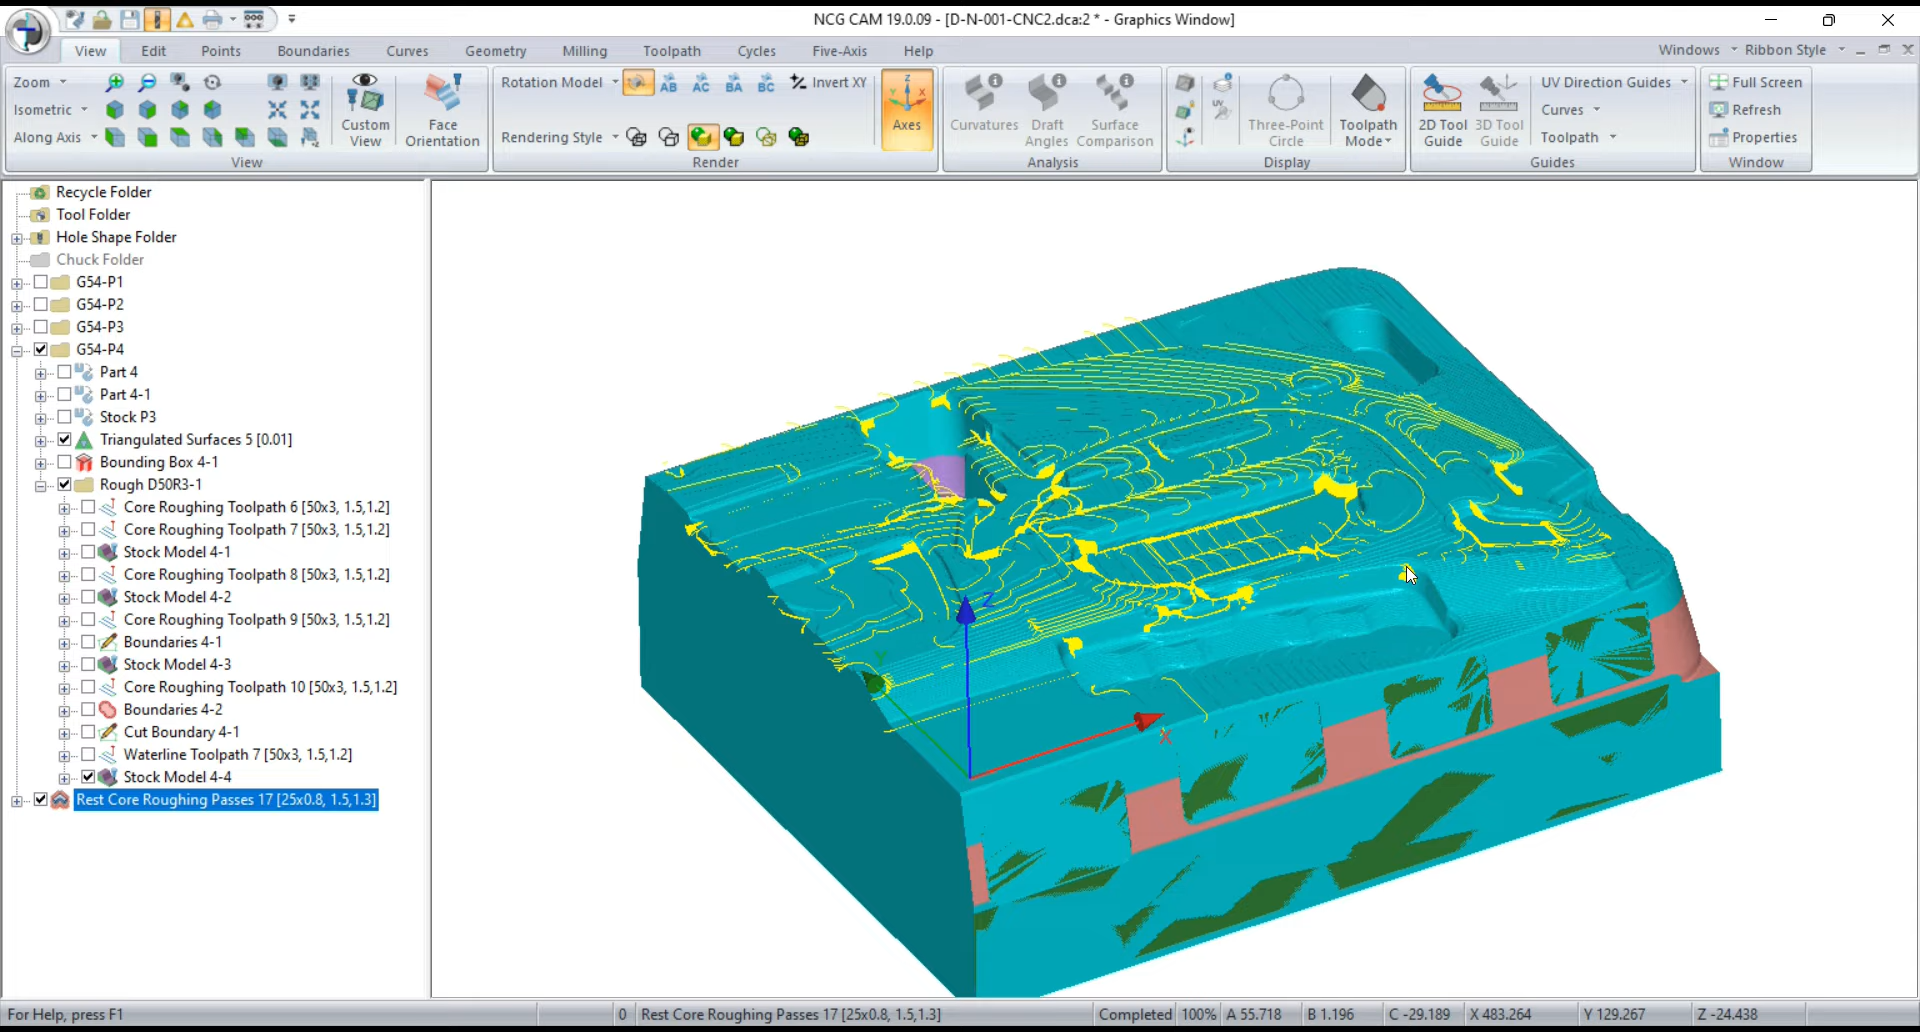 NCG CAM 19.0.09 - [D-N-001-CNC2.dca:2 * - Graphics Window]
View Edit Points Boundaries Curves Geometry Milling Toolpath Cycles Five-Axis Help Windows Ribbon Style
Zoom Rotation Model AB AC BA BC Invert XY UV Direction Guides Full Screen
Isometric Custom View Face Orientation Axes Curvatures Draft Angles Surface Comparison Three-Point Circle Toolpath Mode 2D Tool Guide 3D Tool Guide Curves Refresh
Along Axis Rendering Style Toolpath Properties
View Render Analysis Display Guides Window
Recycle Folder
Tool Folder
Hole Shape Folder
Chuck Folder
G54-P1
G54-P2
G54-P3
G54-P4
Part 4
Part 4-1
Stock P3
Triangulated Surfaces 5 [0.01]
Bounding Box 4-1
Rough D50R3-1
Core Roughing Toolpath 6 [50x3, 1.5,1.2]
Core Roughing Toolpath 7 [50x3, 1.5,1.2]
Stock Model 4-1
Core Roughing Toolpath 8 [50x3, 1.5,1.2]
Stock Model 4-2
Core Roughing Toolpath 9 [50x3, 1.5,1.2]
Boundaries 4-1
Stock Model 4-3
Core Roughing Toolpath 10 [50x3, 1.5,1.2]
Boundaries 4-2
Cut Boundary 4-1
Waterline Toolpath 7 [50x3, 1.5,1.2]
Stock Model 4-4
Rest Core Roughing Passes 17 [25x0.8, 1.5,1.3]
Z
Y
X
For Help, press F1 0 Rest Core Roughing Passes 17 [25x0.8, 1.5,1.3] Completed 100% A 55.718 B 1.196 C -29.189 X 483.264 Y 129.267 Z -24.438